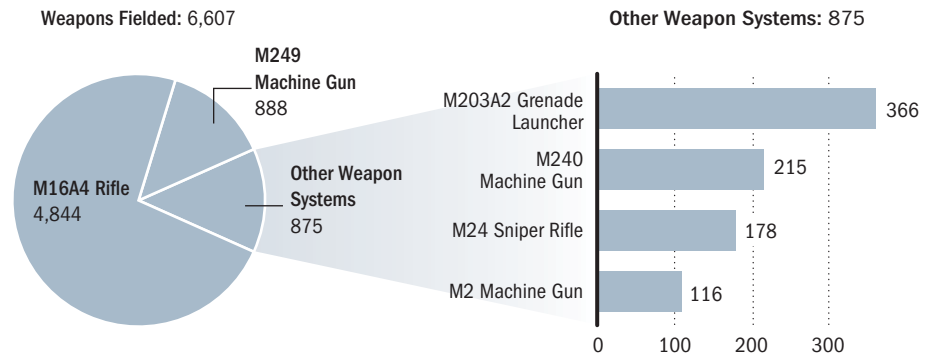 Weapons Fielded: 6,607
M249
Machine Gun
888
M16A4 Rifle
4,844
Other Weapon
Systems
875
Other Weapon Systems: 875
M203A2 Grenade
Launcher
366
M240
Machine Gun
215
M24 Sniper Rifle
178
M2 Machine Gun
116
0 100 200 300